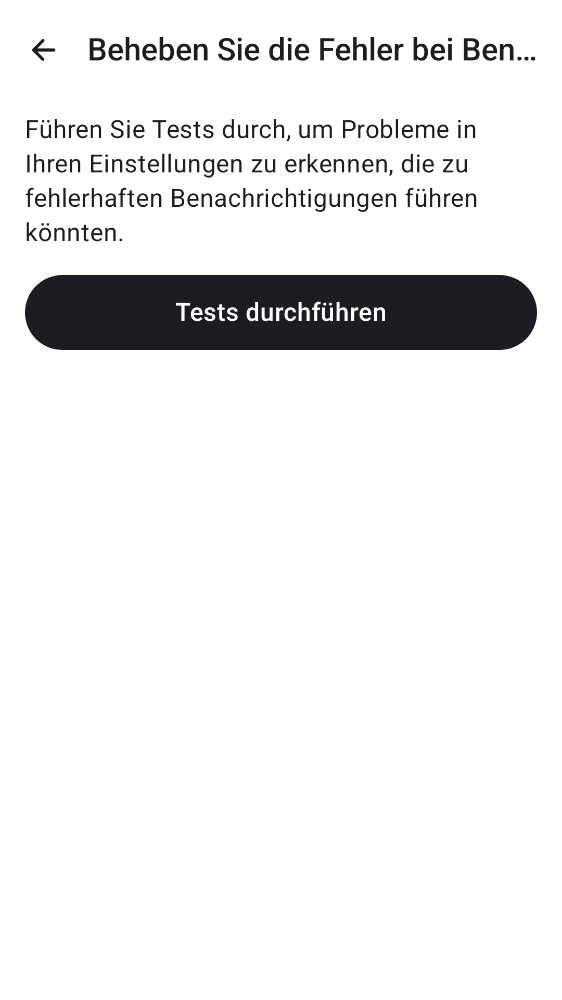 Beheben Sie die Fehler bei Ben...
Führen Sie Tests durch, um Probleme in
Ihren Einstellungen zu erkennen, die zu
fehlerhaften Benachrichtigungen führen
könnten.
Tests durchführen